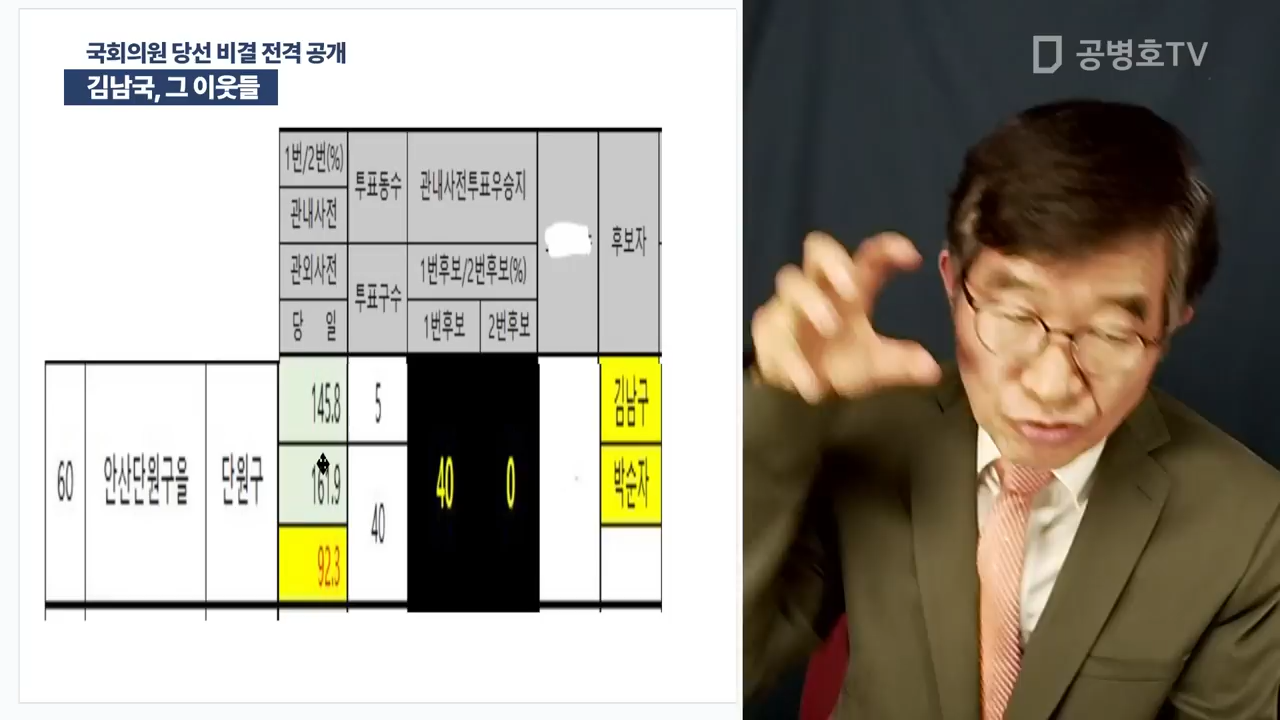 국회의원 당선 비결 전격 공개
김남국, 그 이웃들
공병호TV
1번/2번(%)
관내사전
관외사전
당 일
투표동수
투표구수
관내사전투표우승지
1번후보/2번후보(%)
1번후보 2번후보
후보자
60 안산단원구을 단원구
145.8 5 김남구
161.9 40 40 0 박순자
92.3